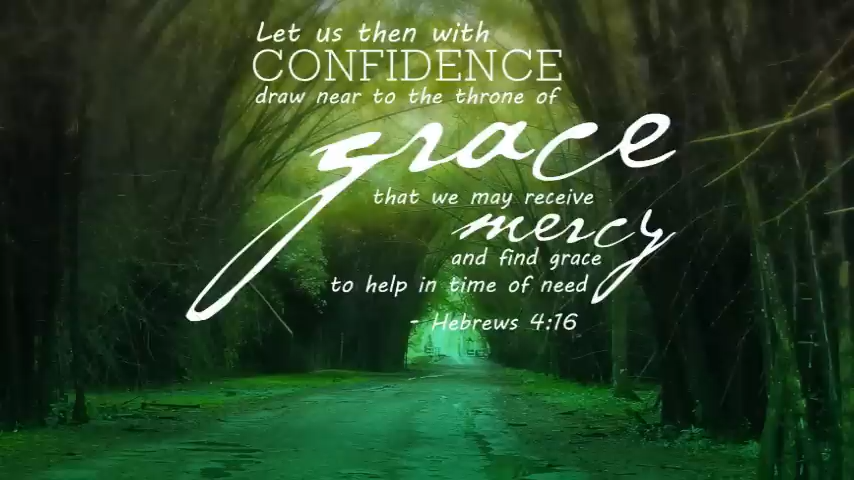 Let us then with
CONFIDENCE
draw near to the throne of
grace
that we may receive
mercy
and find grace
to help in time of need
- Hebrews 4:16